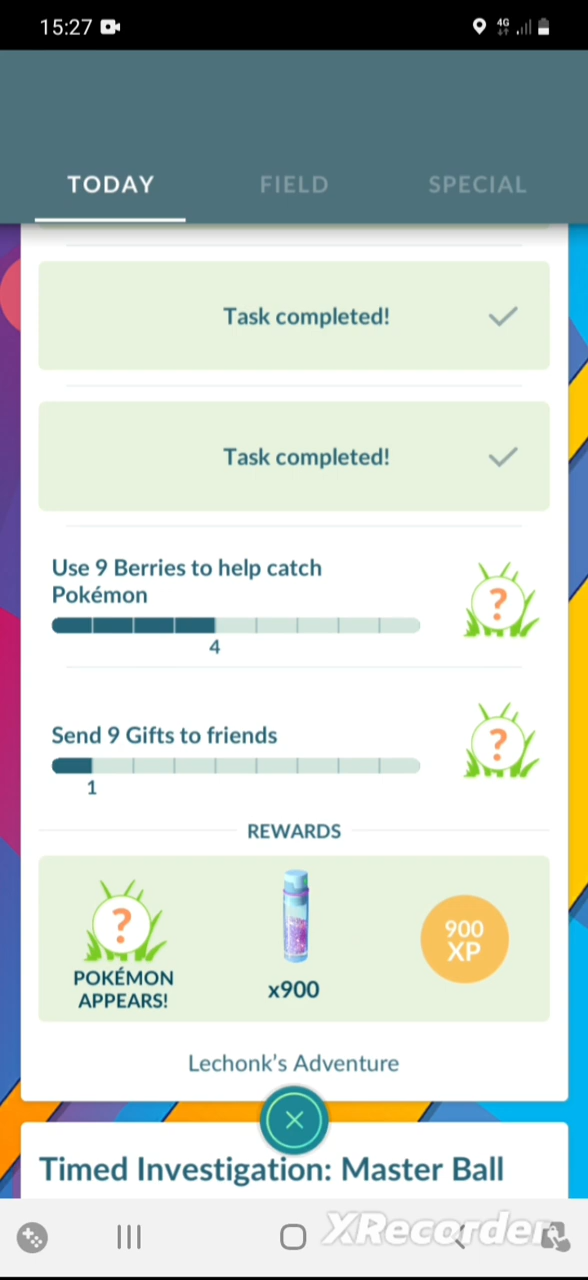 15:27
4G
TODAY
FIELD
SPECIAL
Task completed!
Task completed!
Use 9 Berries to help catch
Pokémon
?
4
Send 9 Gifts to friends
?
1
REWARDS
?
900
XP
POKÉMON
APPEARS!
x900
Lechonk's Adventure
Timed Investigation: Master Ball
XRecorder